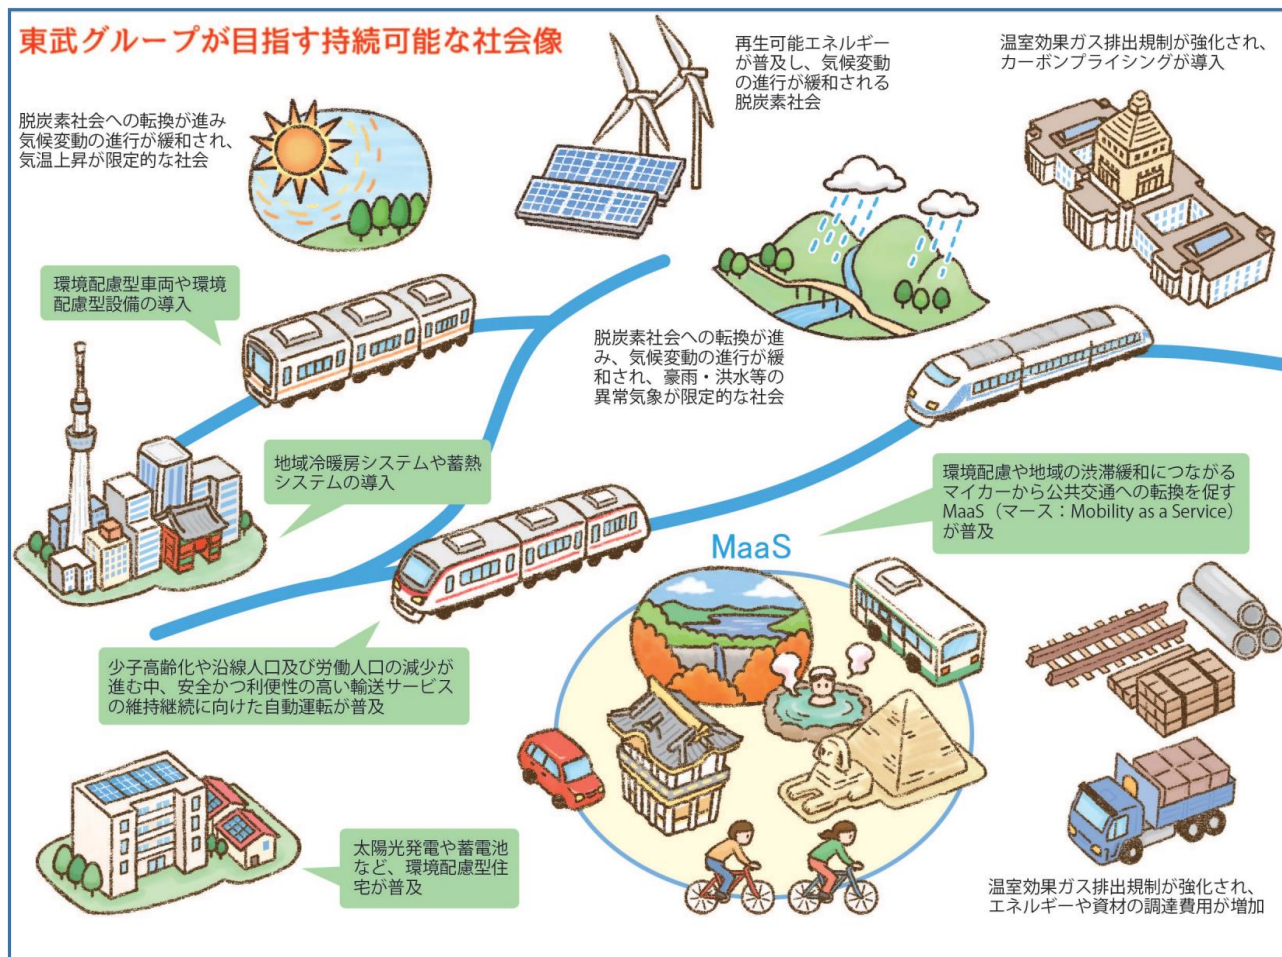 東武グループが目指す持続可能な社会像
脱炭素社会への転換が進み
気候変動の進行が緩和され、
気温上昇が限定的な社会
再生可能エネルギー
が普及し、気候変動
の進行が緩和される
脱炭素社会
温室効果ガス排出規制が強化され、
カーボンプライシングが導入
環境配慮型車両や環境
配慮型設備の導入
脱炭素社会への転換が進
み、気候変動の進行が緩
和され、豪雨・洪水等の
異常気象が限定的な社会
地域冷暖房システムや蓄熱
システムの導入
環境配慮や地域の渋滞緩和につながる
マイカーから公共交通への転換を促す
MaaS（マース：Mobility as a Service）
が普及
MaaS
少子高齢化や沿線人口及び労働人口の減少が
進む中、安全かつ利便性の高い輸送サービス
の維持継続に向けた自動運転が普及
太陽光発電や蓄電池
など、環境配慮型住
宅が普及
温室効果ガス排出規制が強化され、
エネルギーや資材の調達費用が増加